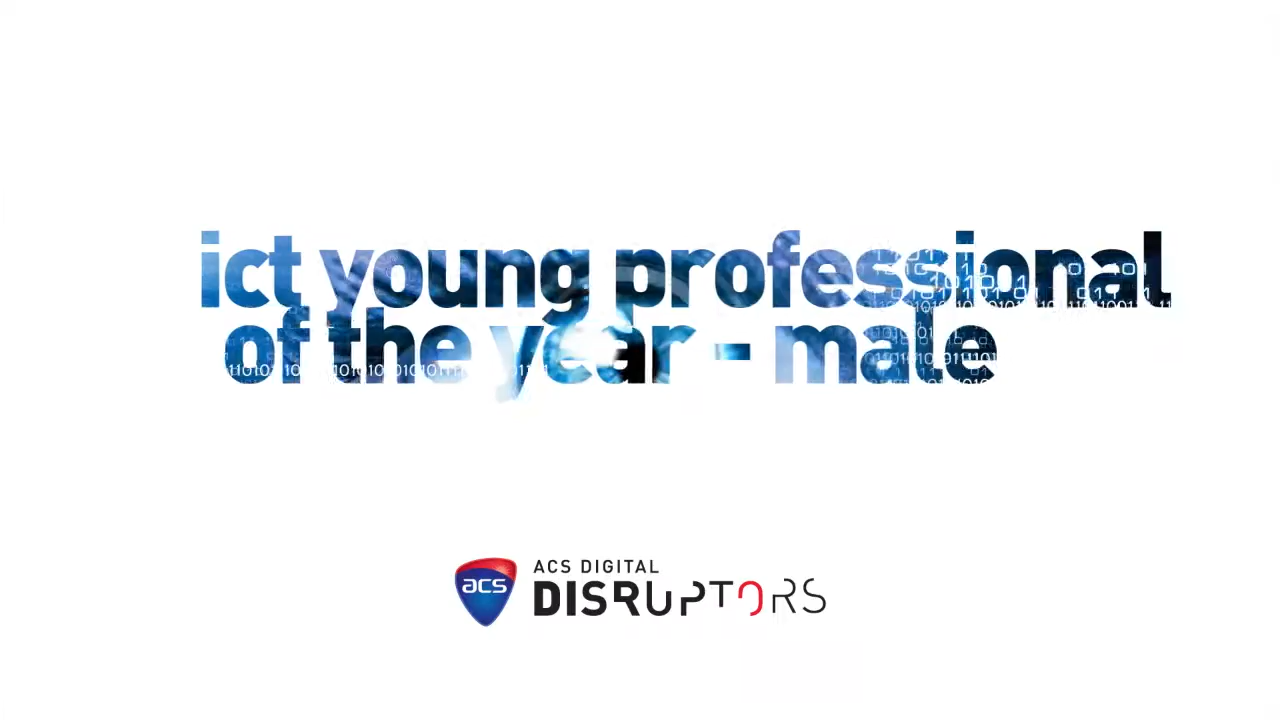 ict young professional
of the year - male
acs
ACS DIGITAL
DISRUPTORS